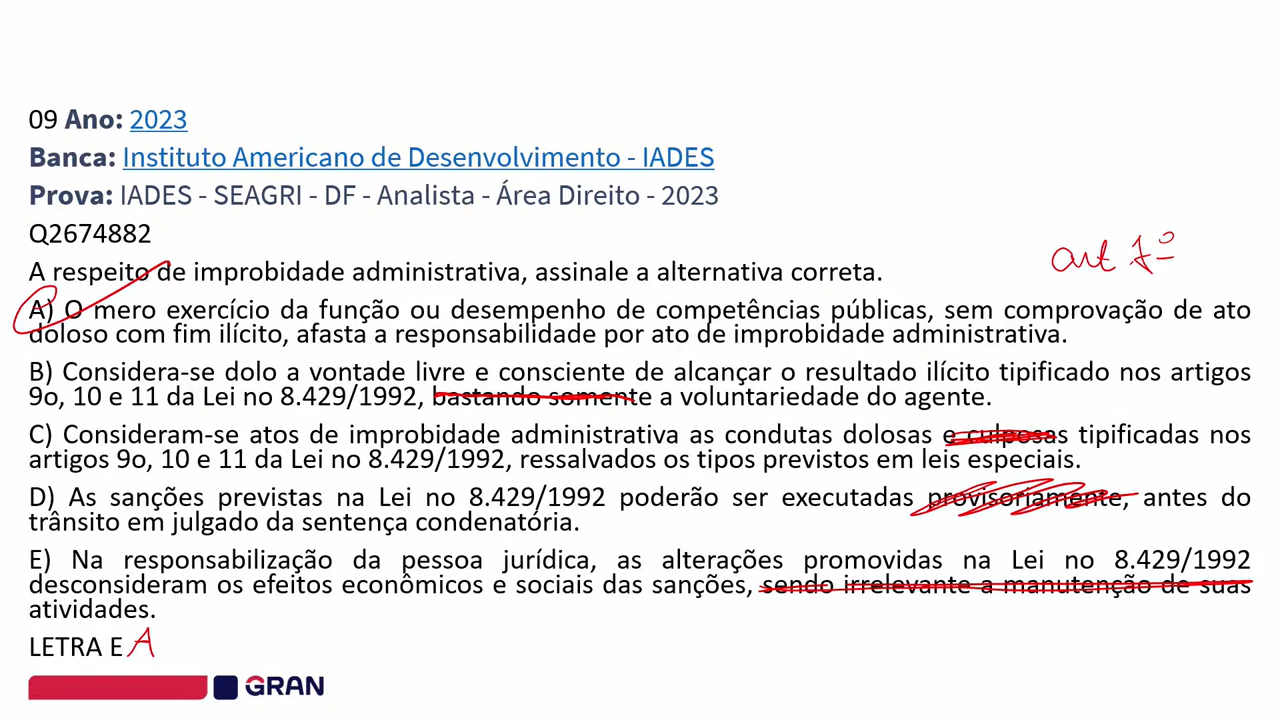 09 Ano: 2023
Banca: Instituto Americano de Desenvolvimento - IADES
Prova: IADES - SEAGRI - DF - Analista - Área Direito - 2023
Q2674882
art 1º
A respeito de improbidade administrativa, assinale a alternativa correta.
A) O mero exercício da função ou desempenho de competências públicas, sem comprovação de ato
doloso com fim ilícito, afasta a responsabilidade por ato de improbidade administrativa.
B) Considera-se dolo a vontade livre e consciente de alcançar o resultado ilícito tipificado nos artigos
9o, 10 e 11 da Lei no 8.429/1992, bastando somente a voluntariedade do agente.
C) Consideram-se atos de improbidade administrativa as condutas dolosas e culposas tipificadas nos
artigos 9o, 10 e 11 da Lei no 8.429/1992, ressalvados os tipos previstos em leis especiais.
D) As sanções previstas na Lei no 8.429/1992 poderão ser executadas provisoriamente, antes do
trânsito em julgado da sentença condenatória.
E) Na responsabilização da pessoa jurídica, as alterações promovidas na Lei no 8.429/1992
desconsideram os efeitos econômicos e sociais das sanções, sendo irrelevante a manutenção de suas
atividades.
LETRA E A
GRAN